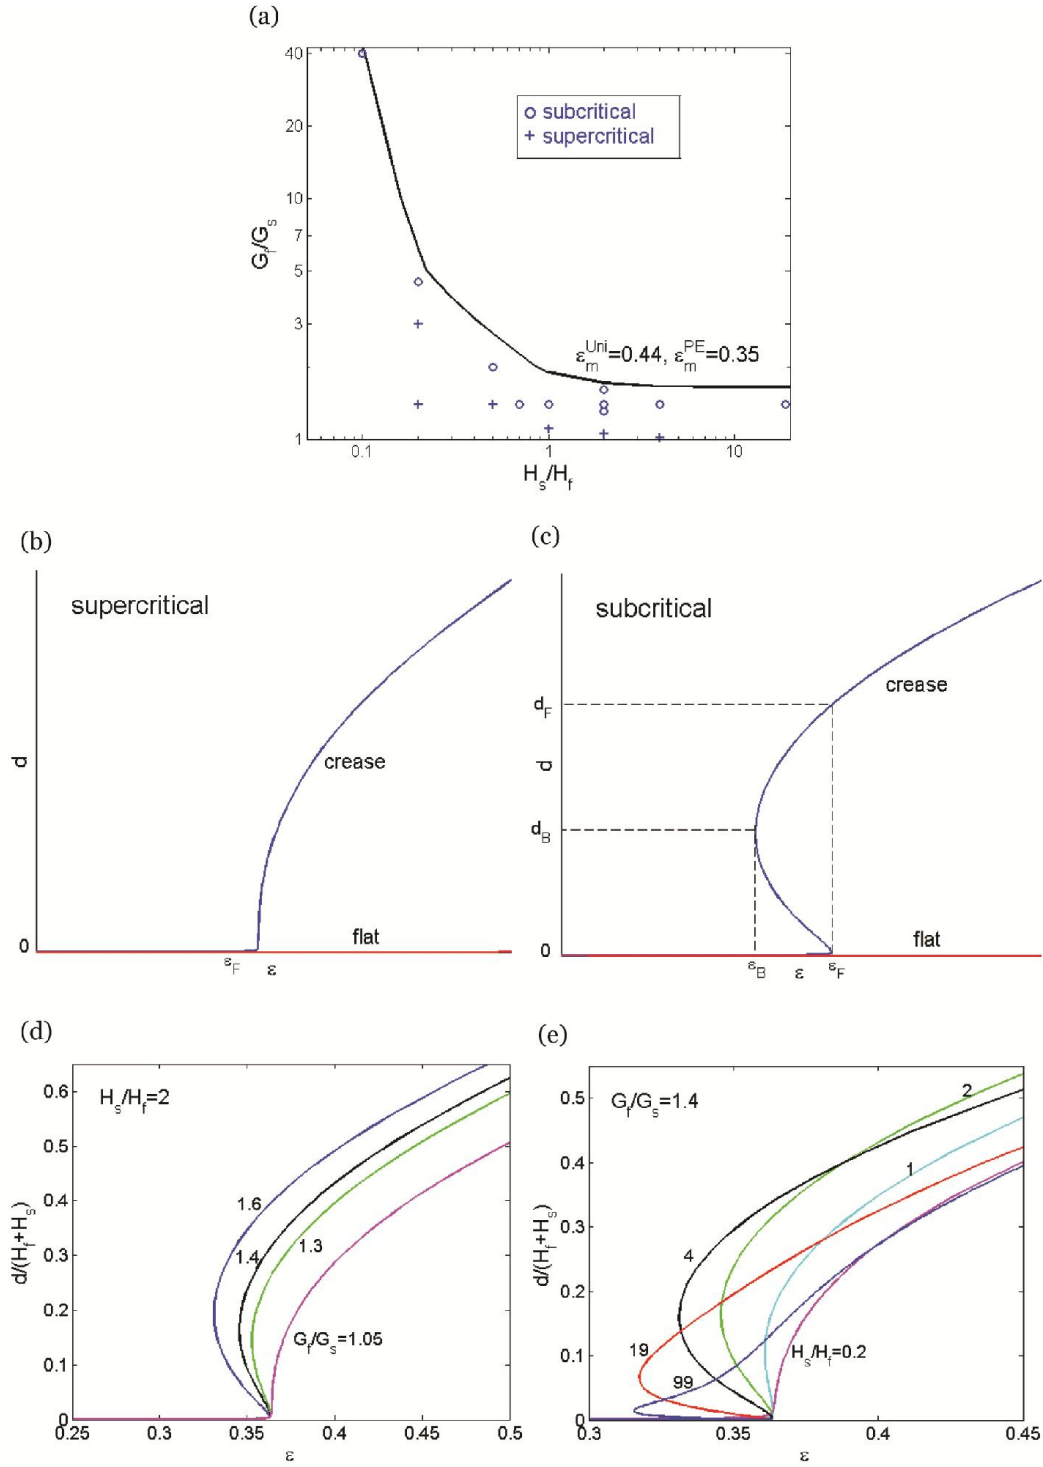 (a)
40
20
10
7
5
3
1
G_f/G_s
o subcritical
+ supercritical
ε_m^Uni=0.44, ε_m^PE=0.35
0.1
1
10
H_s/H_f
(b)
supercritical
d
crease
0
flat
ε_F
ε
(c)
subcritical
crease
d_F
d
d_B
0
flat
ε_B
ε
ε_F
(d)
H_s/H_f=2
0.6
0.5
0.4
0.3
0.2
0.1
0
d/(H_f+H_s)
1.6
1.4
1.3
G_f/G_s=1.05
0.25
0.3
0.35
0.4
0.45
0.5
ε
(e)
G_f/G_s=1.4
0.5
0.4
0.3
0.2
0.1
0
d/(H_f+H_s)
2
1
4
19
99
H_s/H_f=0.2
0.3
0.35
0.4
0.45
ε